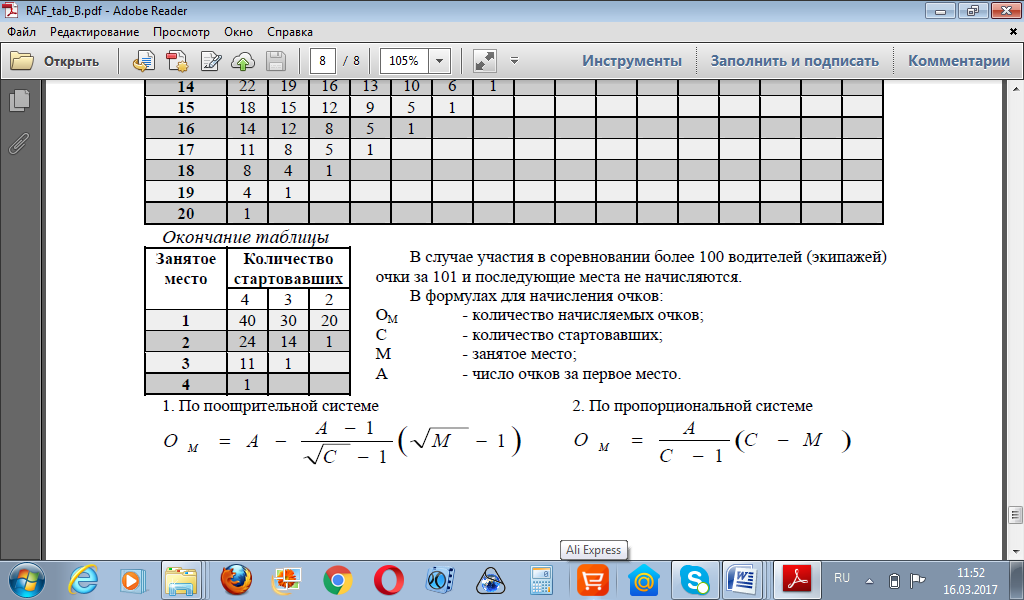 RAF_tab_B.pdf - Adobe Reader
Файл Редактирование Просмотр Окно Справка
Открыть 8 / 8 105% Инструменты Заполнить и подписать Комментарии
14 22 19 16 13 10 6 1
15 18 15 12 9 5 1
16 14 12 8 5 1
17 11 8 5 1
18 8 4 1
19 4 1
20 1
Окончание таблицы
Занятое место Количество стартовавших
4 3 2
1 40 30 20
2 24 14 1
3 11 1
4 1
В случае участия в соревновании более 100 водителей (экипажей)
очки за 101 и последующие места не начисляются.
В формулах для начисления очков:
OМ - количество начисляемых очков;
С - количество стартовавших;
М - занятое место;
А - число очков за первое место.
1. По поощрительной системе
O М = A − (A − 1) / (√C − 1) (√M − 1)
2. По пропорциональной системе
O М = A / (C − 1) (C − M)
Ali Express
RU 11:52
16.03.2017